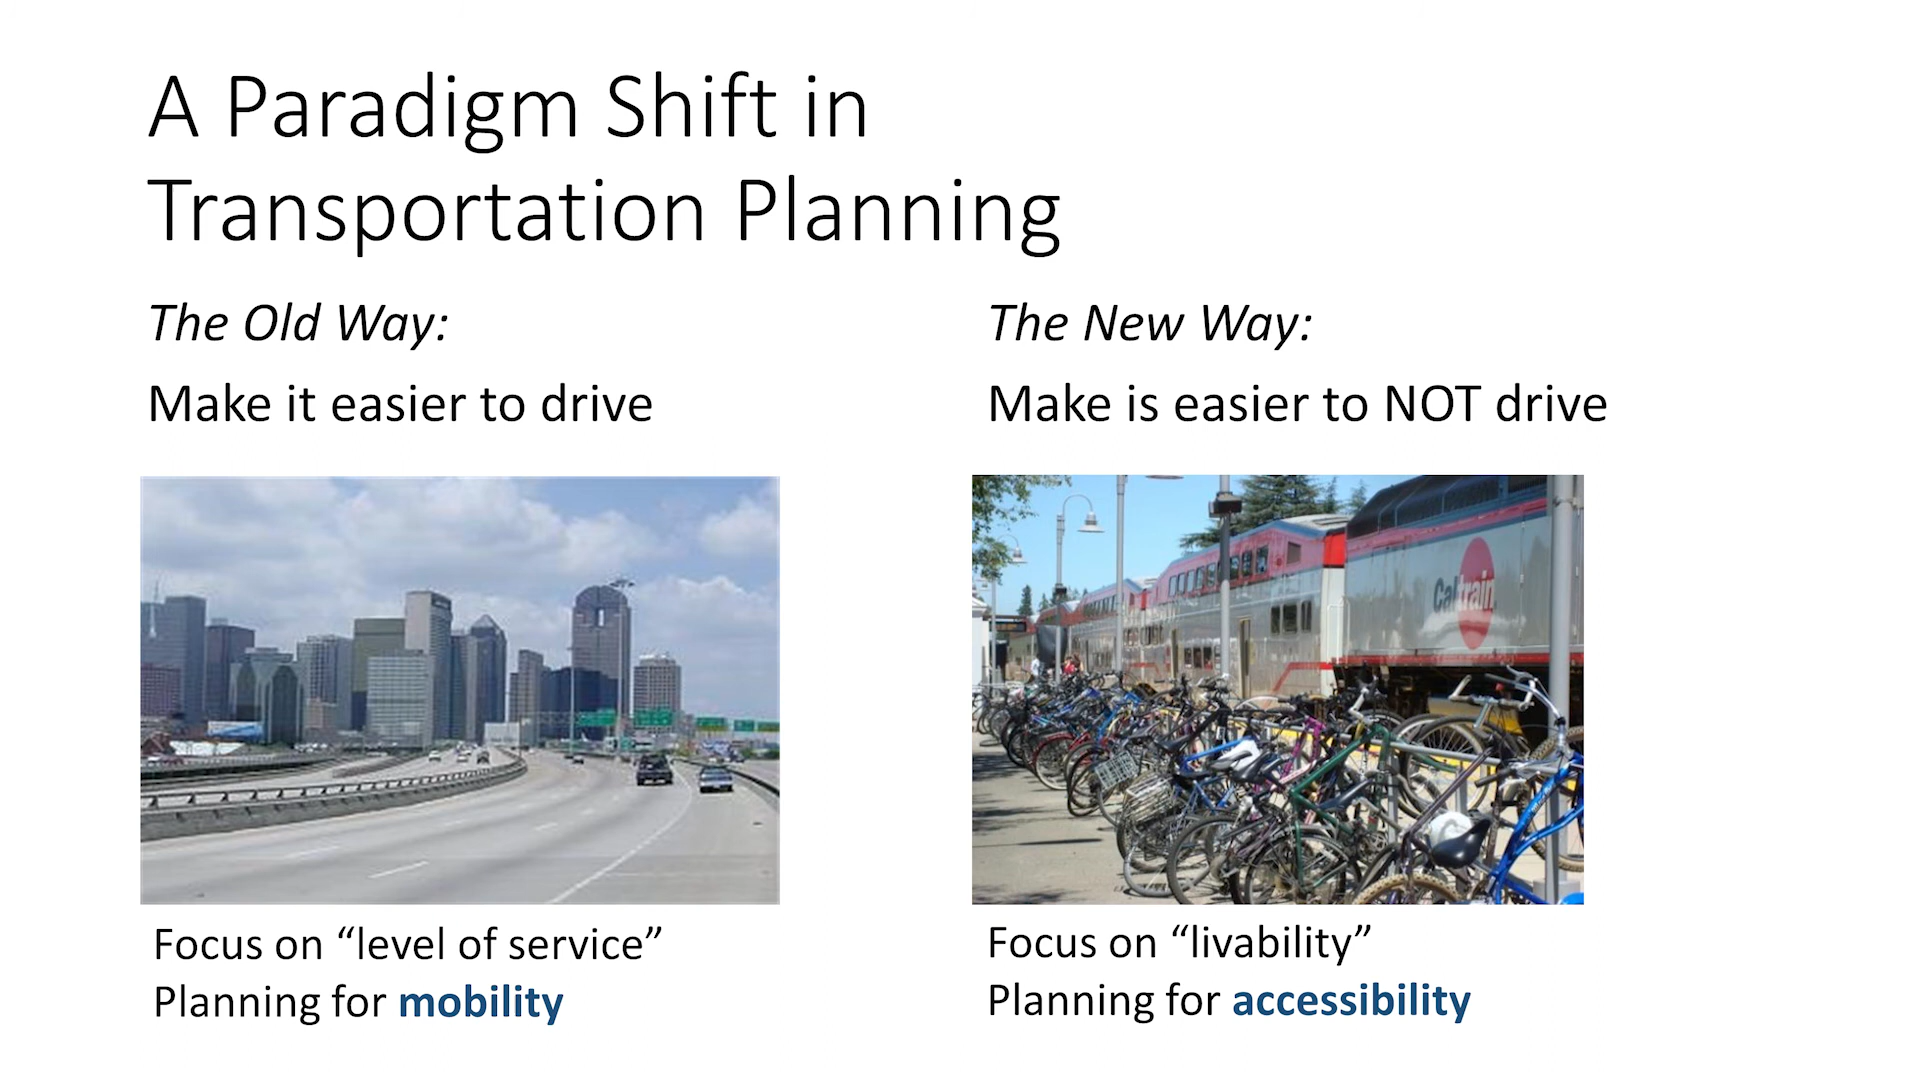 A Paradigm Shift in
Transportation Planning
The Old Way:
Make it easier to drive
The New Way:
Make is easier to NOT drive
Caltrain
Focus on “level of service”
Planning for mobility
Focus on “livability”
Planning for accessibility